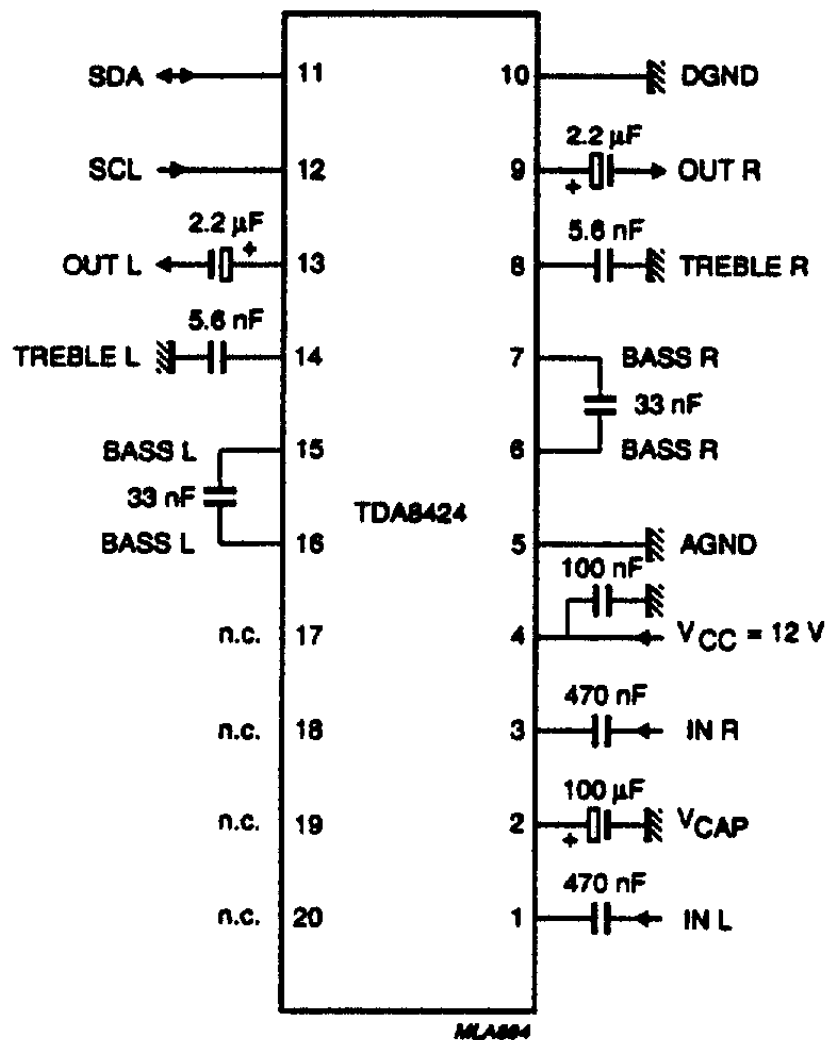 SDA 11 10 DGND
2.2 µF
SCL 12 9 + OUT R
2.2 µF 5.6 nF
OUT L + 13 8 TREBLE R
5.6 nF
TREBLE L 14 7 BASS R
33 nF
BASS L 15 6 BASS R
33 nF TDA8424
BASS L 16 5 AGND
100 nF
n.c. 17 4 VCC = 12 V
470 nF
n.c. 18 3 IN R
100 µF
n.c. 19 2 + VCAP
470 nF
n.c. 20 1 IN L